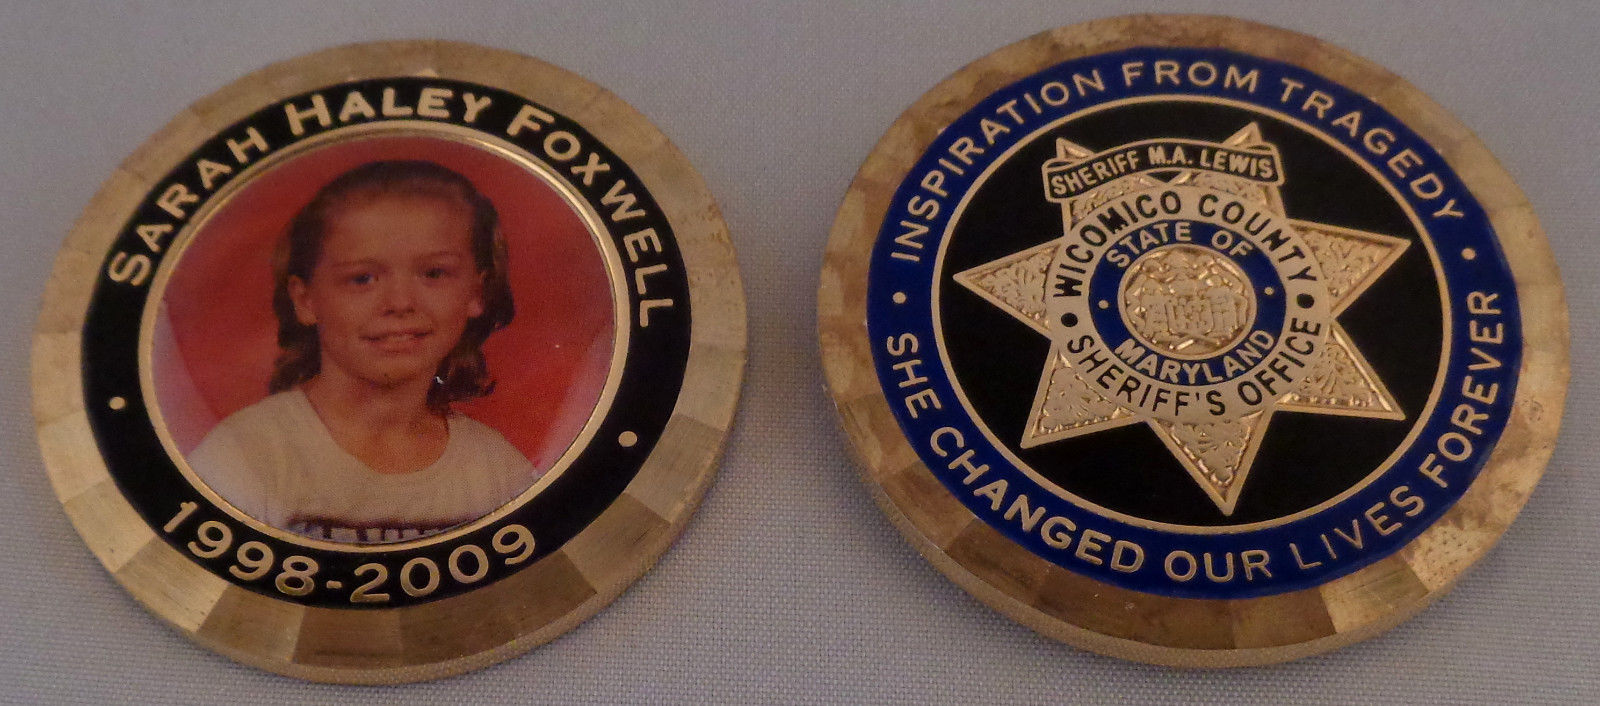 SARAH HALEY FOXWELL
1998-2009
INSPIRATION FROM TRAGEDY
SHERIFF M.A. LEWIS
WICOMICO COUNTY
STATE OF
MARYLAND
SHERIFF'S OFFICE
SHE CHANGED OUR LIVES FOREVER